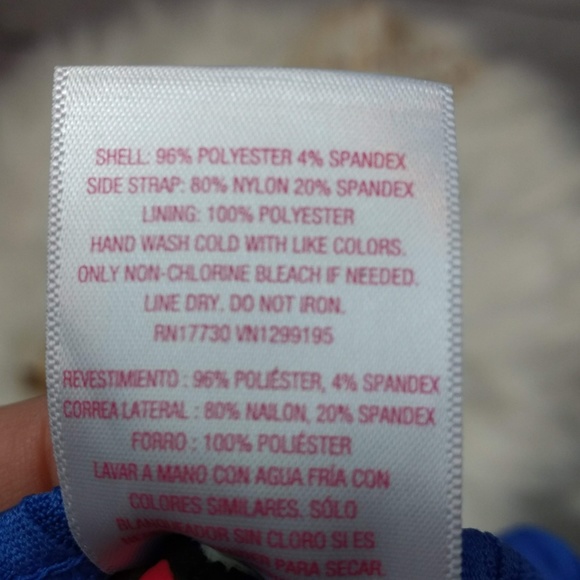 SHELL: 96% POLYESTER 4% SPANDEX
SIDE STRAP: 80% NYLON 20% SPANDEX
LINING: 100% POLYESTER
HAND WASH COLD WITH LIKE COLORS.
ONLY NON-CHLORINE BLEACH IF NEEDED.
LINE DRY. DO NOT IRON.
RN17730 VN1299195
REVESTIMIENTO : 96% POLIÉSTER, 4% SPANDEX
CORREA LATERAL : 80% NAILON, 20% SPANDEX
FORRO : 100% POLIÉSTER
LAVAR A MANO CON AGUA FRÍA CON
COLORES SIMILARES. SÓLO
BLANQUEADOR SIN CLORO SI ES
PARA SECAR.